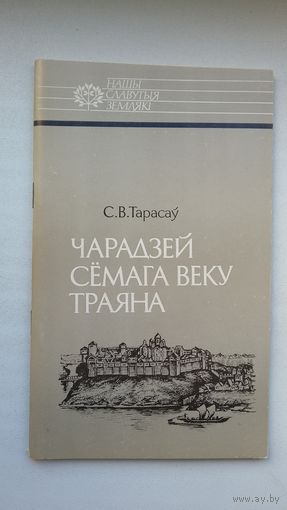 НАШЫ
СЛАВУТЫЯ
ЗЕМЛЯКІ
С.В.Тарасаў
ЧАРАДЗЕЙ
СЁМАГА ВЕКУ
ТРАЯНА
www.ay.by